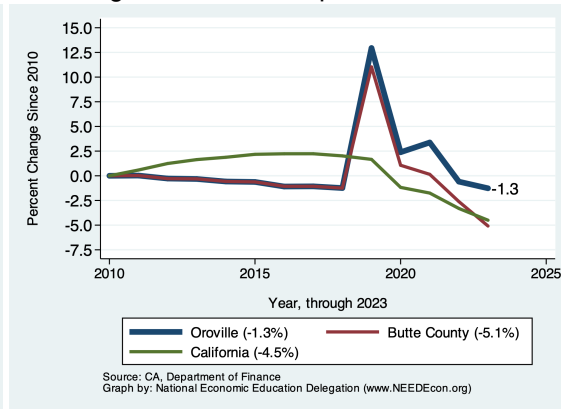 Percent Change Since 2010
15.0
12.5
10.0
7.5
5.0
2.5
0.0
-2.5
-5.0
-7.5
-1.3
2010 2015 2020 2025
Year, through 2023
Oroville (-1.3%) Butte County (-5.1%)
California (-4.5%)
Source: CA, Department of Finance
Graph by: National Economic Education Delegation (www.NEEDEcon.org)